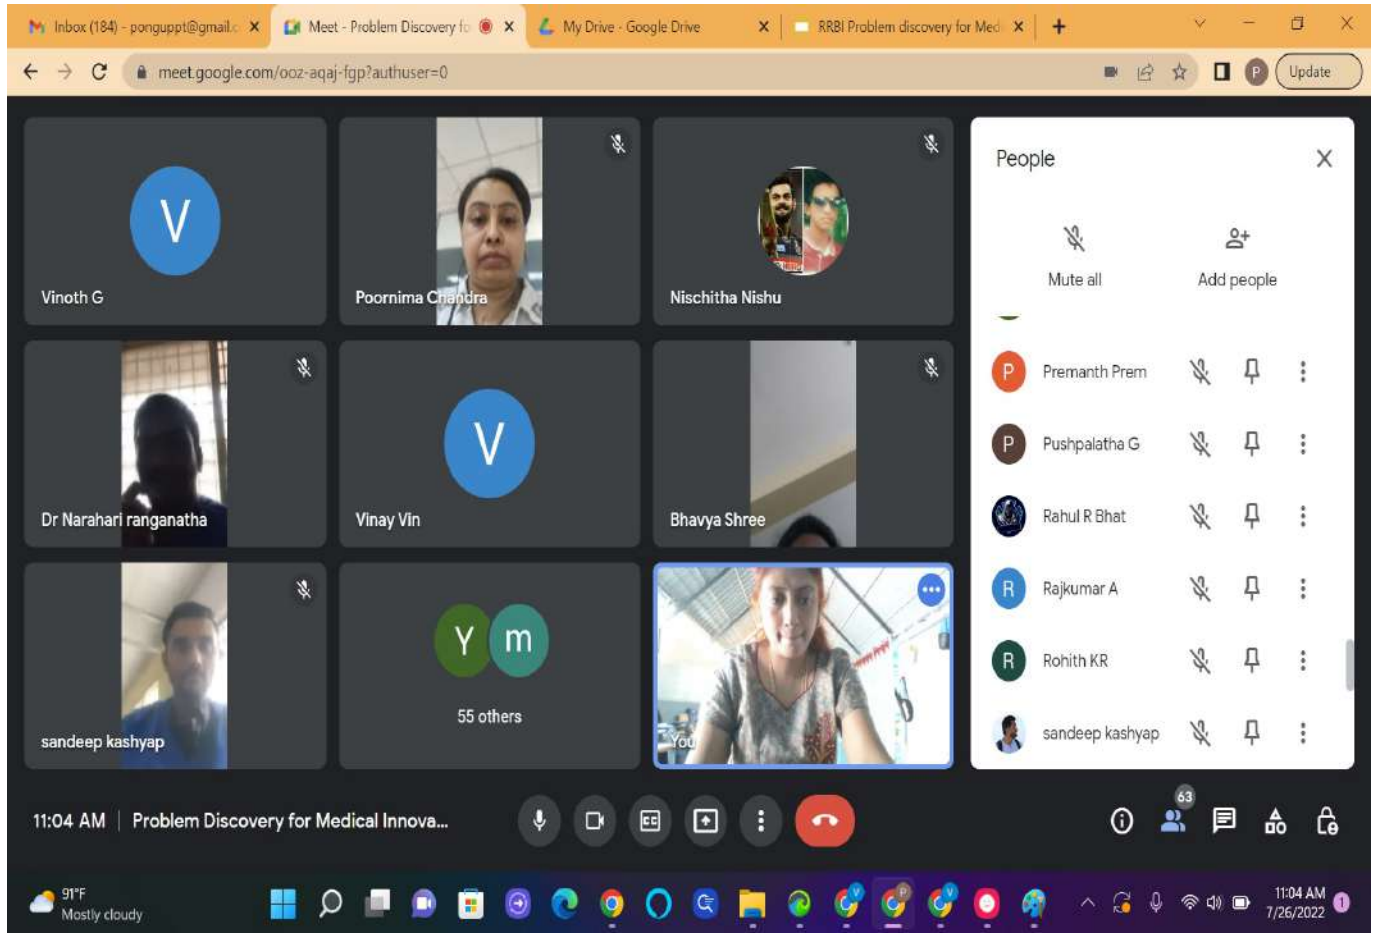 Inbox (184) - ponguppt@gmail.c
Meet - Problem Discovery fo
My Drive - Google Drive
RRBI Problem discovery for Med
meet.google.com/ooz-aqaj-fgp?authuser=0
P
Update
V
Vinoth G
Poornima Chandra
Nischitha Nishu
Dr Narahari ranganatha
V
Vinay Vin
Bhavya Shree
sandeep kashyap
Y m
55 others
You
People
Mute all
Add people
P Premanth Prem
P Pushpalatha G
Rahul R Bhat
R Rajkumar A
R Rohith KR
sandeep kashyap
11:04 AM | Problem Discovery for Medical Innova...
CC
63
91°F
Mostly cloudy
11:04 AM
7/26/2022
1